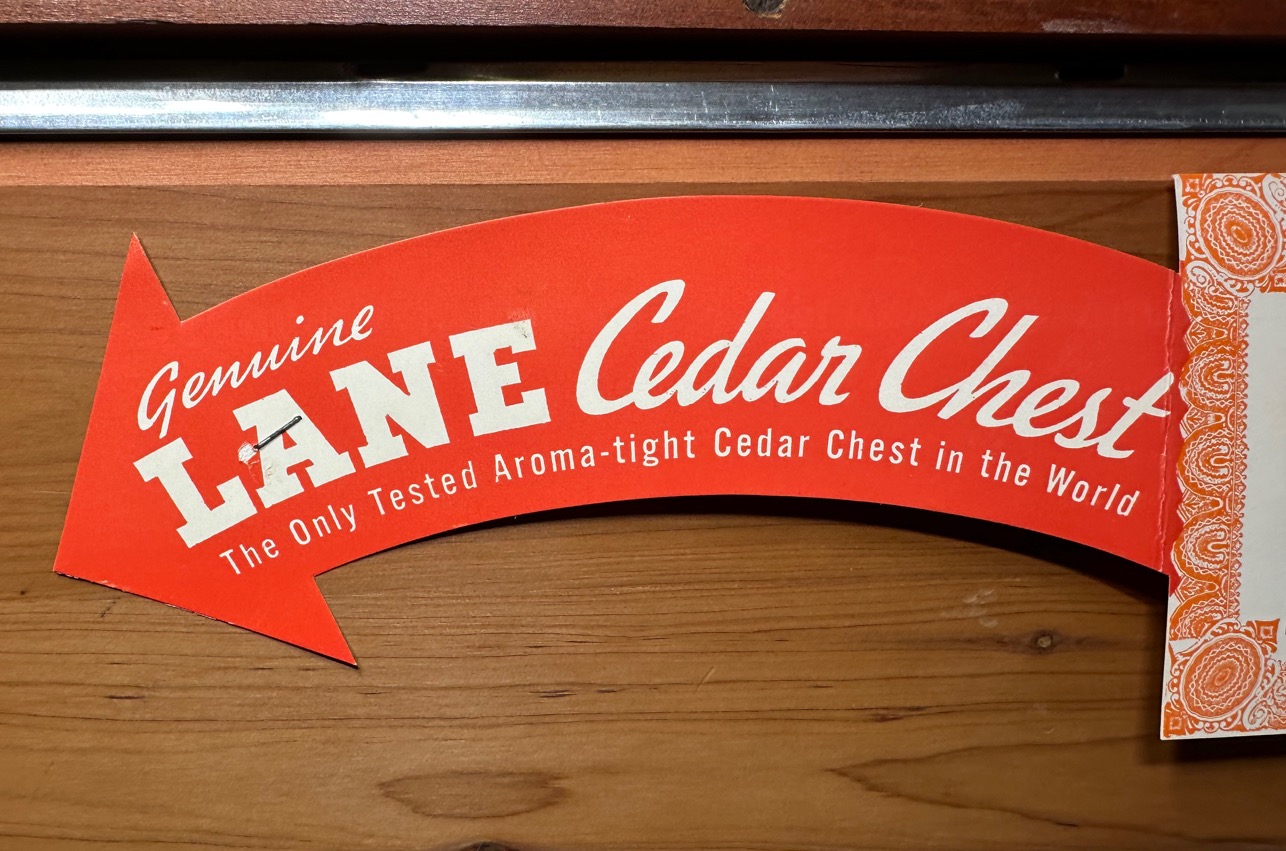 Genuine
LANE Cedar Chest
The Only Tested Aroma-tight Cedar Chest in the World